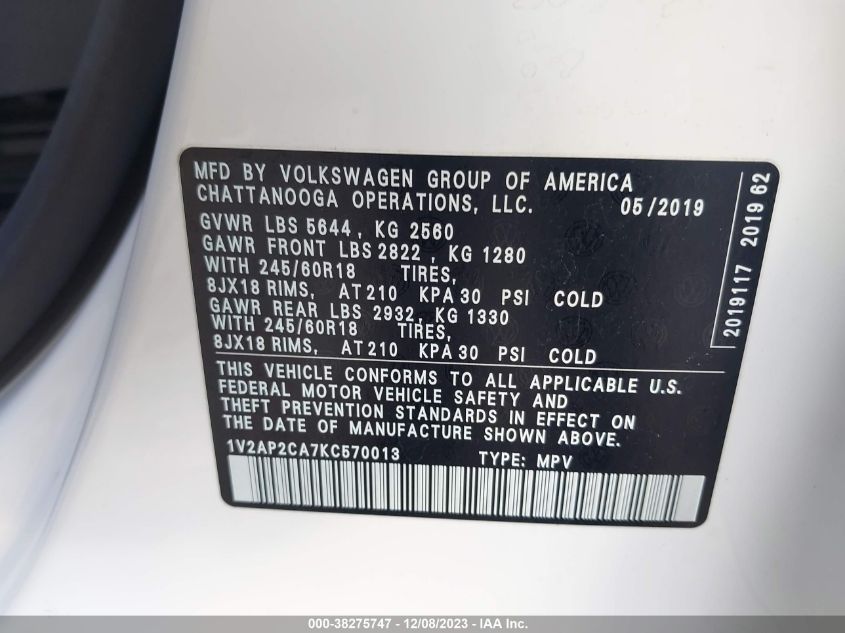 MFD BY VOLKSWAGEN GROUP OF AMERICA
CHATTANOOGA OPERATIONS, LLC. 05/2019
GVWR LBS 5644, KG 2560
GAWR FRONT LBS 2822, KG 1280
WITH 245/60R18 TIRES,
8JX18 RIMS, AT 210 KPA 30 PSI COLD
GAWR REAR LBS 2932, KG 1330
WITH 245/60R18 TIRES,
8JX18 RIMS, AT 210 KPA 30 PSI COLD
THIS VEHICLE CONFORMS TO ALL APPLICABLE U.S.
FEDERAL MOTOR VEHICLE SAFETY AND
THEFT PREVENTION STANDARDS IN EFFECT ON
THE DATE OF MANUFACTURE SHOWN ABOVE.
1V2AP2CA7KC570013 TYPE: MPV
2019117 2019 62
000-38275747 - 12/08/2023 - IAA Inc.